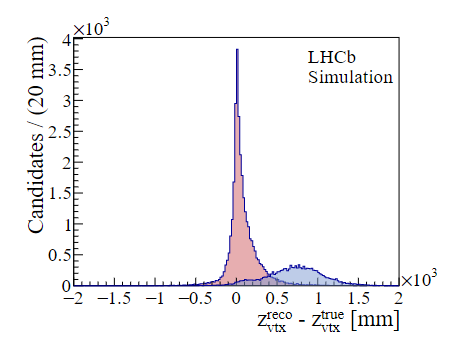 ×10³
LHCb
Simulation
Candidates / (20 mm)
4
3.5
3
2.5
2
1.5
1
0.5
0
−2 −1.5 −1 −0.5 0 0.5 1 1.5 2
×10³
z_vtx^reco - z_vtx^true [mm]